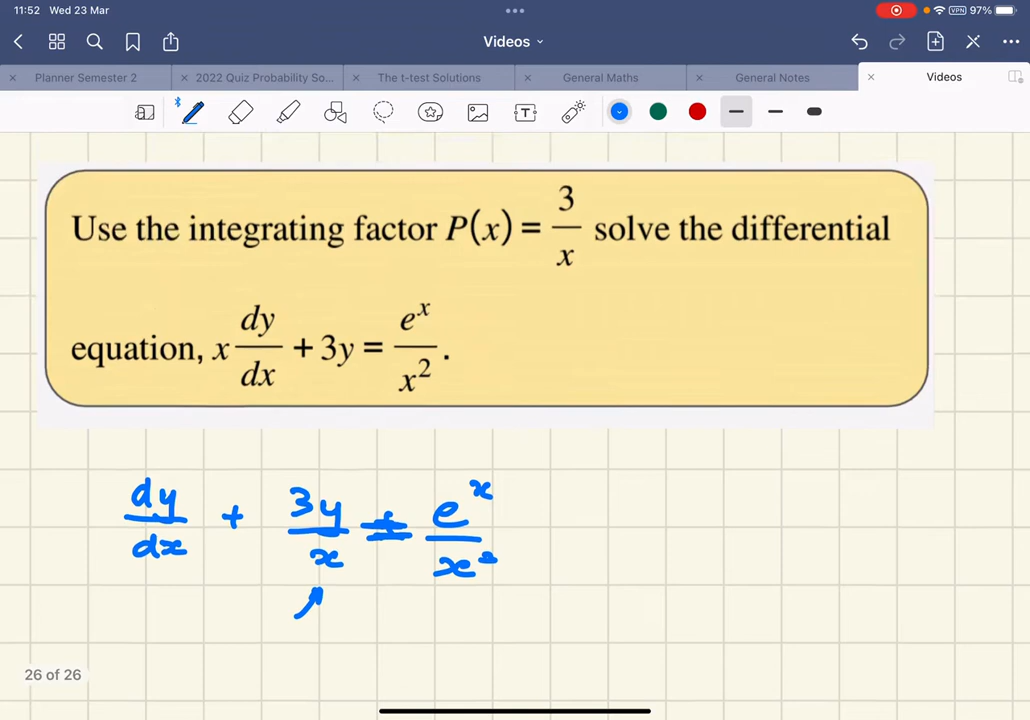 11:52 Wed 23 Mar VPN 97%
Videos
Planner Semester 2 2022 Quiz Probability So... The t-test Solutions General Maths General Notes Videos
T
Use the integrating factor P(x) = 3/x solve the differential
equation, x dy/dx + 3y = e^x/x^2.
dy/dx + 3y/x = e^x/x^2
26 of 26